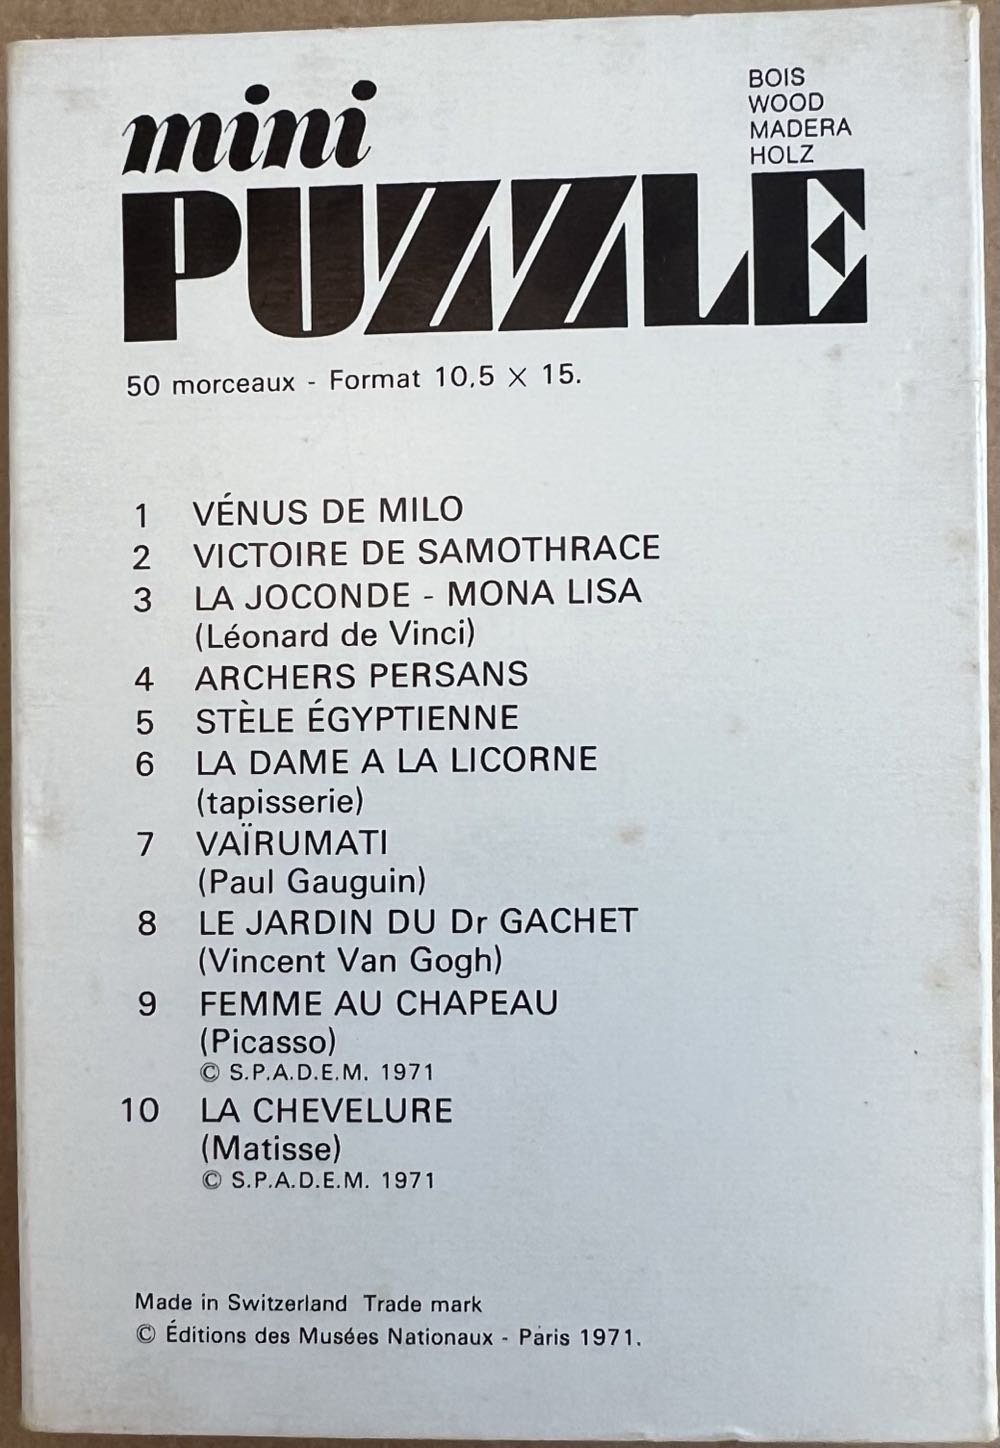 mini
BOIS
WOOD
MADERA
HOLZ
PUZZLE
50 morceaux - Format 10,5 × 15.
1 VÉNUS DE MILO
2 VICTOIRE DE SAMOTHRACE
3 LA JOCONDE - MONA LISA
(Léonard de Vinci)
4 ARCHERS PERSANS
5 STÈLE ÉGYPTIENNE
6 LA DAME A LA LICORNE
(tapisserie)
7 VAÏRUMATI
(Paul Gauguin)
8 LE JARDIN DU Dr GACHET
(Vincent Van Gogh)
9 FEMME AU CHAPEAU
(Picasso)
© S.P.A.D.E.M. 1971
10 LA CHEVELURE
(Matisse)
© S.P.A.D.E.M. 1971
Made in Switzerland Trade mark
© Éditions des Musées Nationaux - Paris 1971.